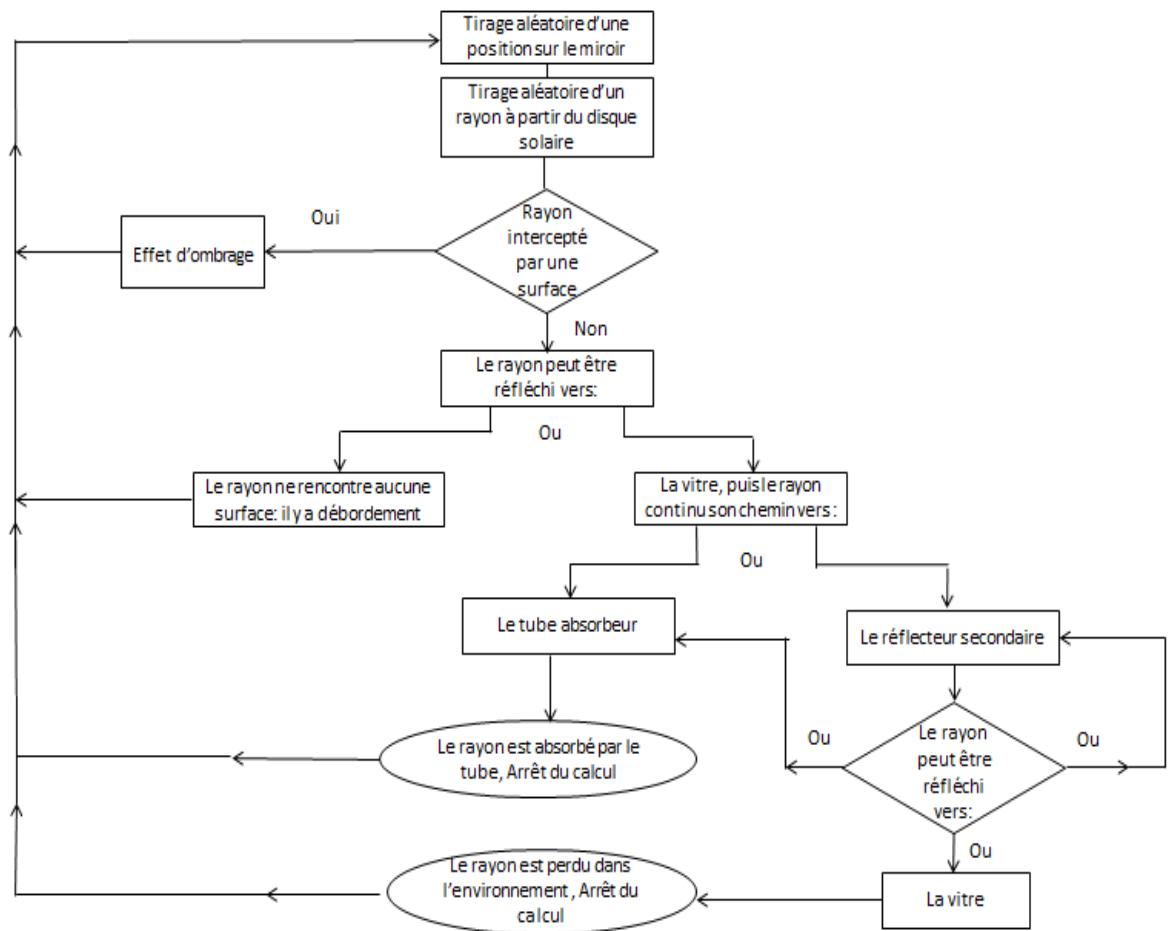 Tirage aléatoire d'une
position sur le miroir
Tirage aléatoire d'un
rayon à partir du disque
solaire
Oui
Rayon
intercepté
par une
surface
Effet d'ombrage
Non
Le rayon peut être
réfléchi vers:
Ou
Le rayon ne rencontre aucune
surface: il y a débordement
La vitre, puis le rayon
continu son chemin vers :
Ou
Le tube absorbeur
Le réflecteur secondaire
Ou
Le rayon
peut être
réfléchi
vers:
Ou
Le rayon est absorbé par le
tube, Arrêt du calcul
Ou
Le rayon est perdu dans
l'environnement , Arrêt du
calcul
La vitre